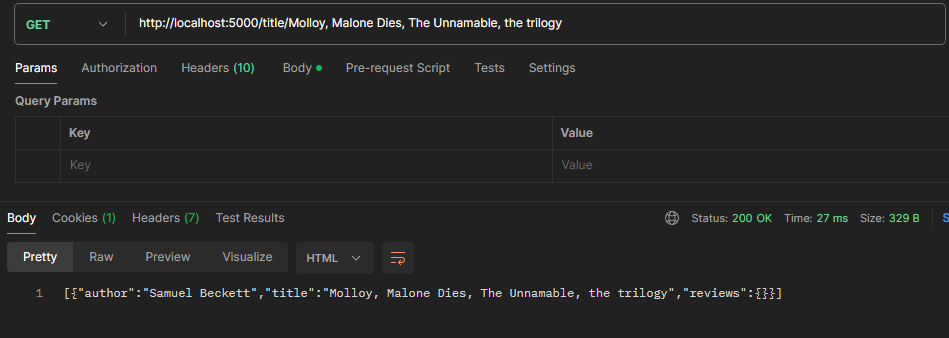 GET http://localhost:5000/title/Molloy, Malone Dies, The Unnamable, the trilogy
Params Authorization Headers (10) Body Pre-request Script Tests Settings
Query Params
Key Value
Key Value
Body Cookies (1) Headers (7) Test Results Status: 200 OK Time: 27 ms Size: 329 B S
Pretty Raw Preview Visualize HTML
1 [{"author":"Samuel Beckett","title":"Molloy, Malone Dies, The Unnamable, the trilogy","reviews":{}}]